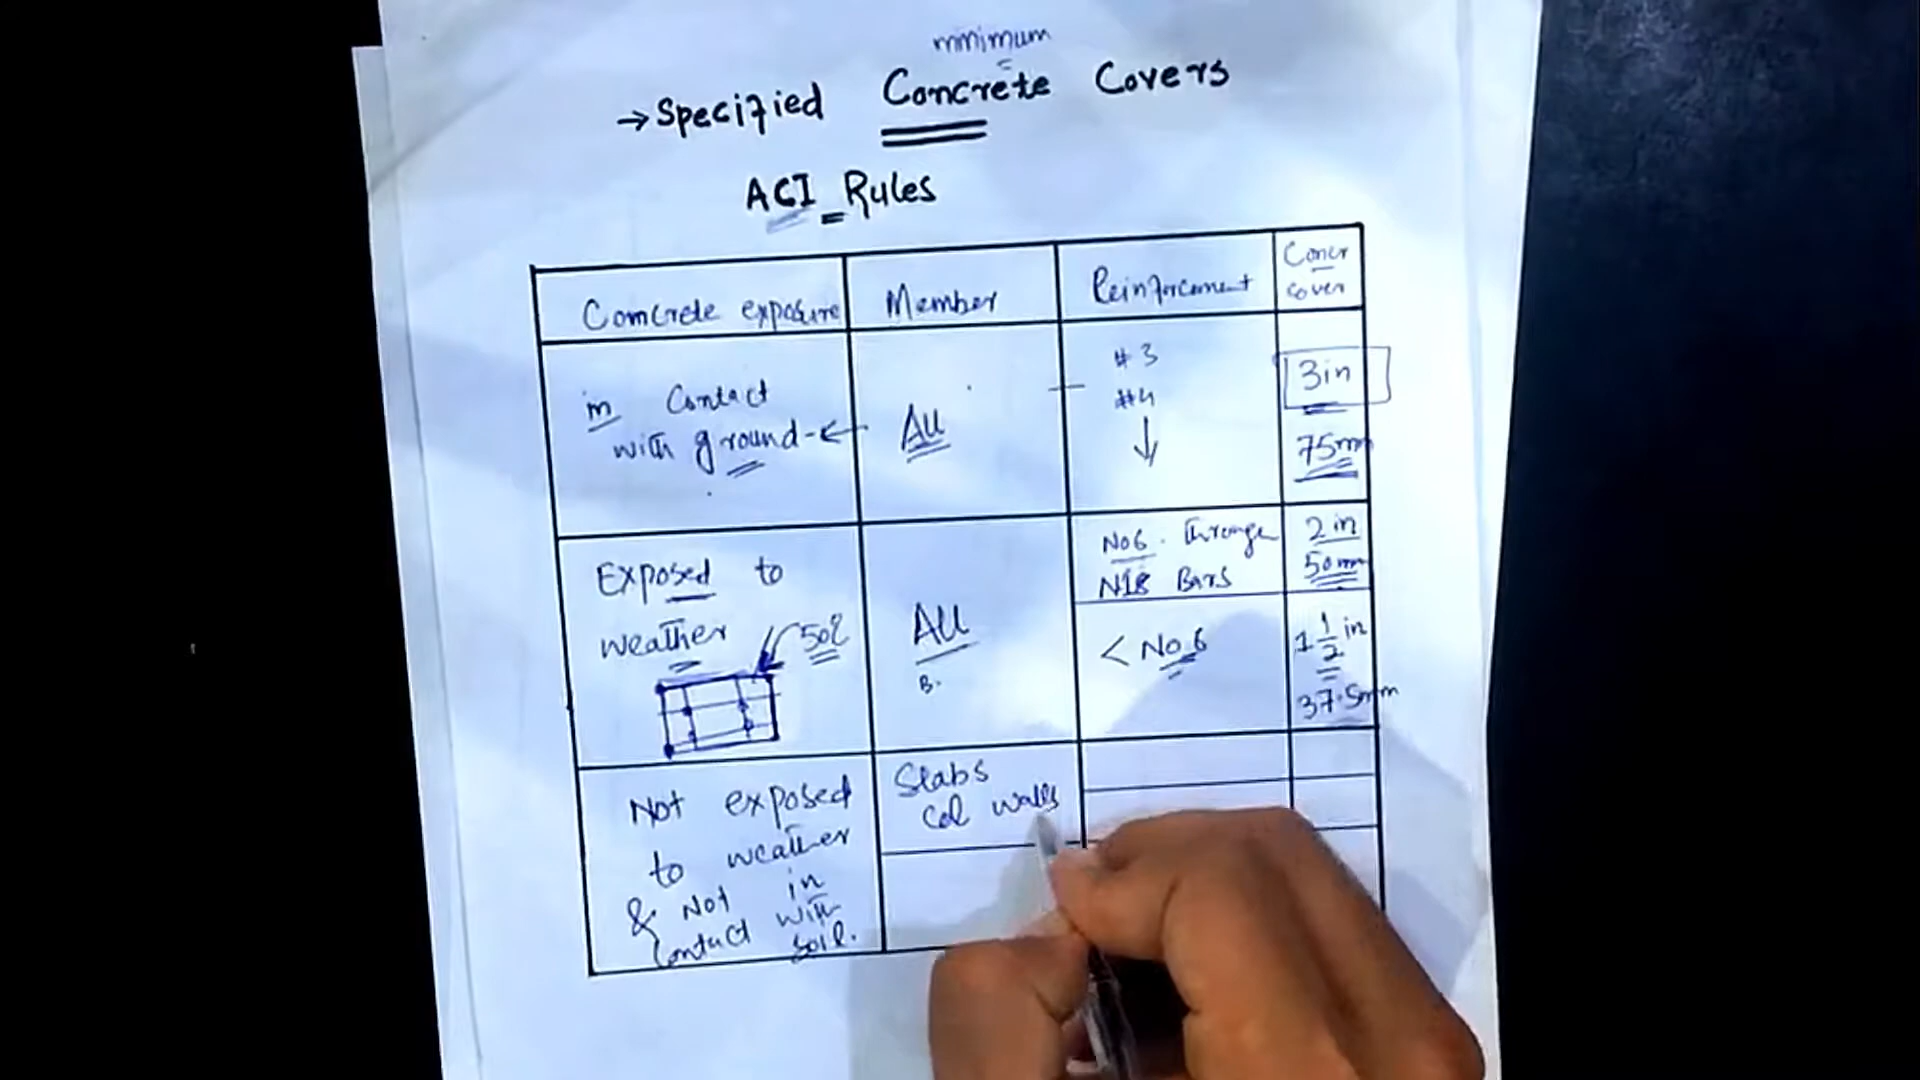 minimum
→ Specified Concrete Covers
ACI Rules
Concrete exposure
Member
Reinforcement
Concr
cover
in Contact
with ground
All
#3
#4
3in
75mm
Exposed to
weather
50%
All
B.
No6. Through
N18 Bars
2 in
50mm
< No.6
1 1/2 in
37.5mm
Not exposed
to weather
& Not in
Contact with
soil.
Slabs
Col walls